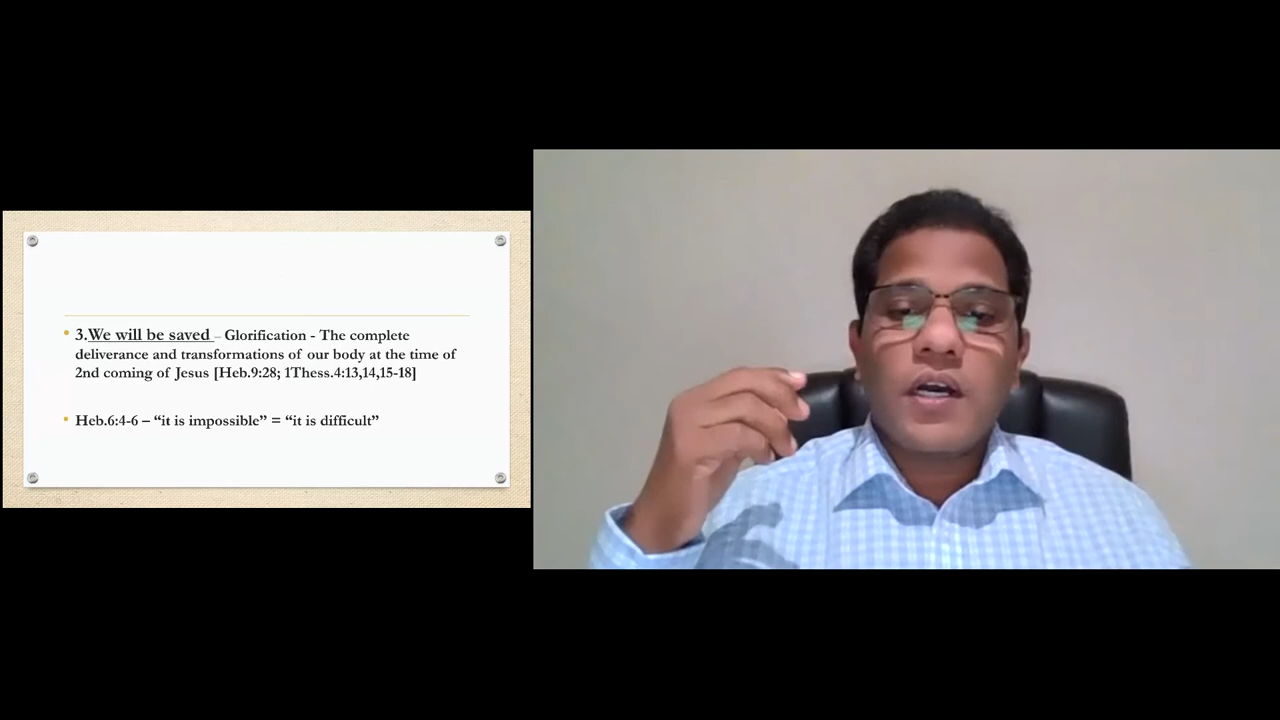 3.We will be saved – Glorification - The complete
deliverance and transformations of our body at the time of
2nd coming of Jesus [Heb.9:28; 1Thess.4:13,14,15-18]
Heb.6:4-6 – “it is impossible” = “it is difficult”